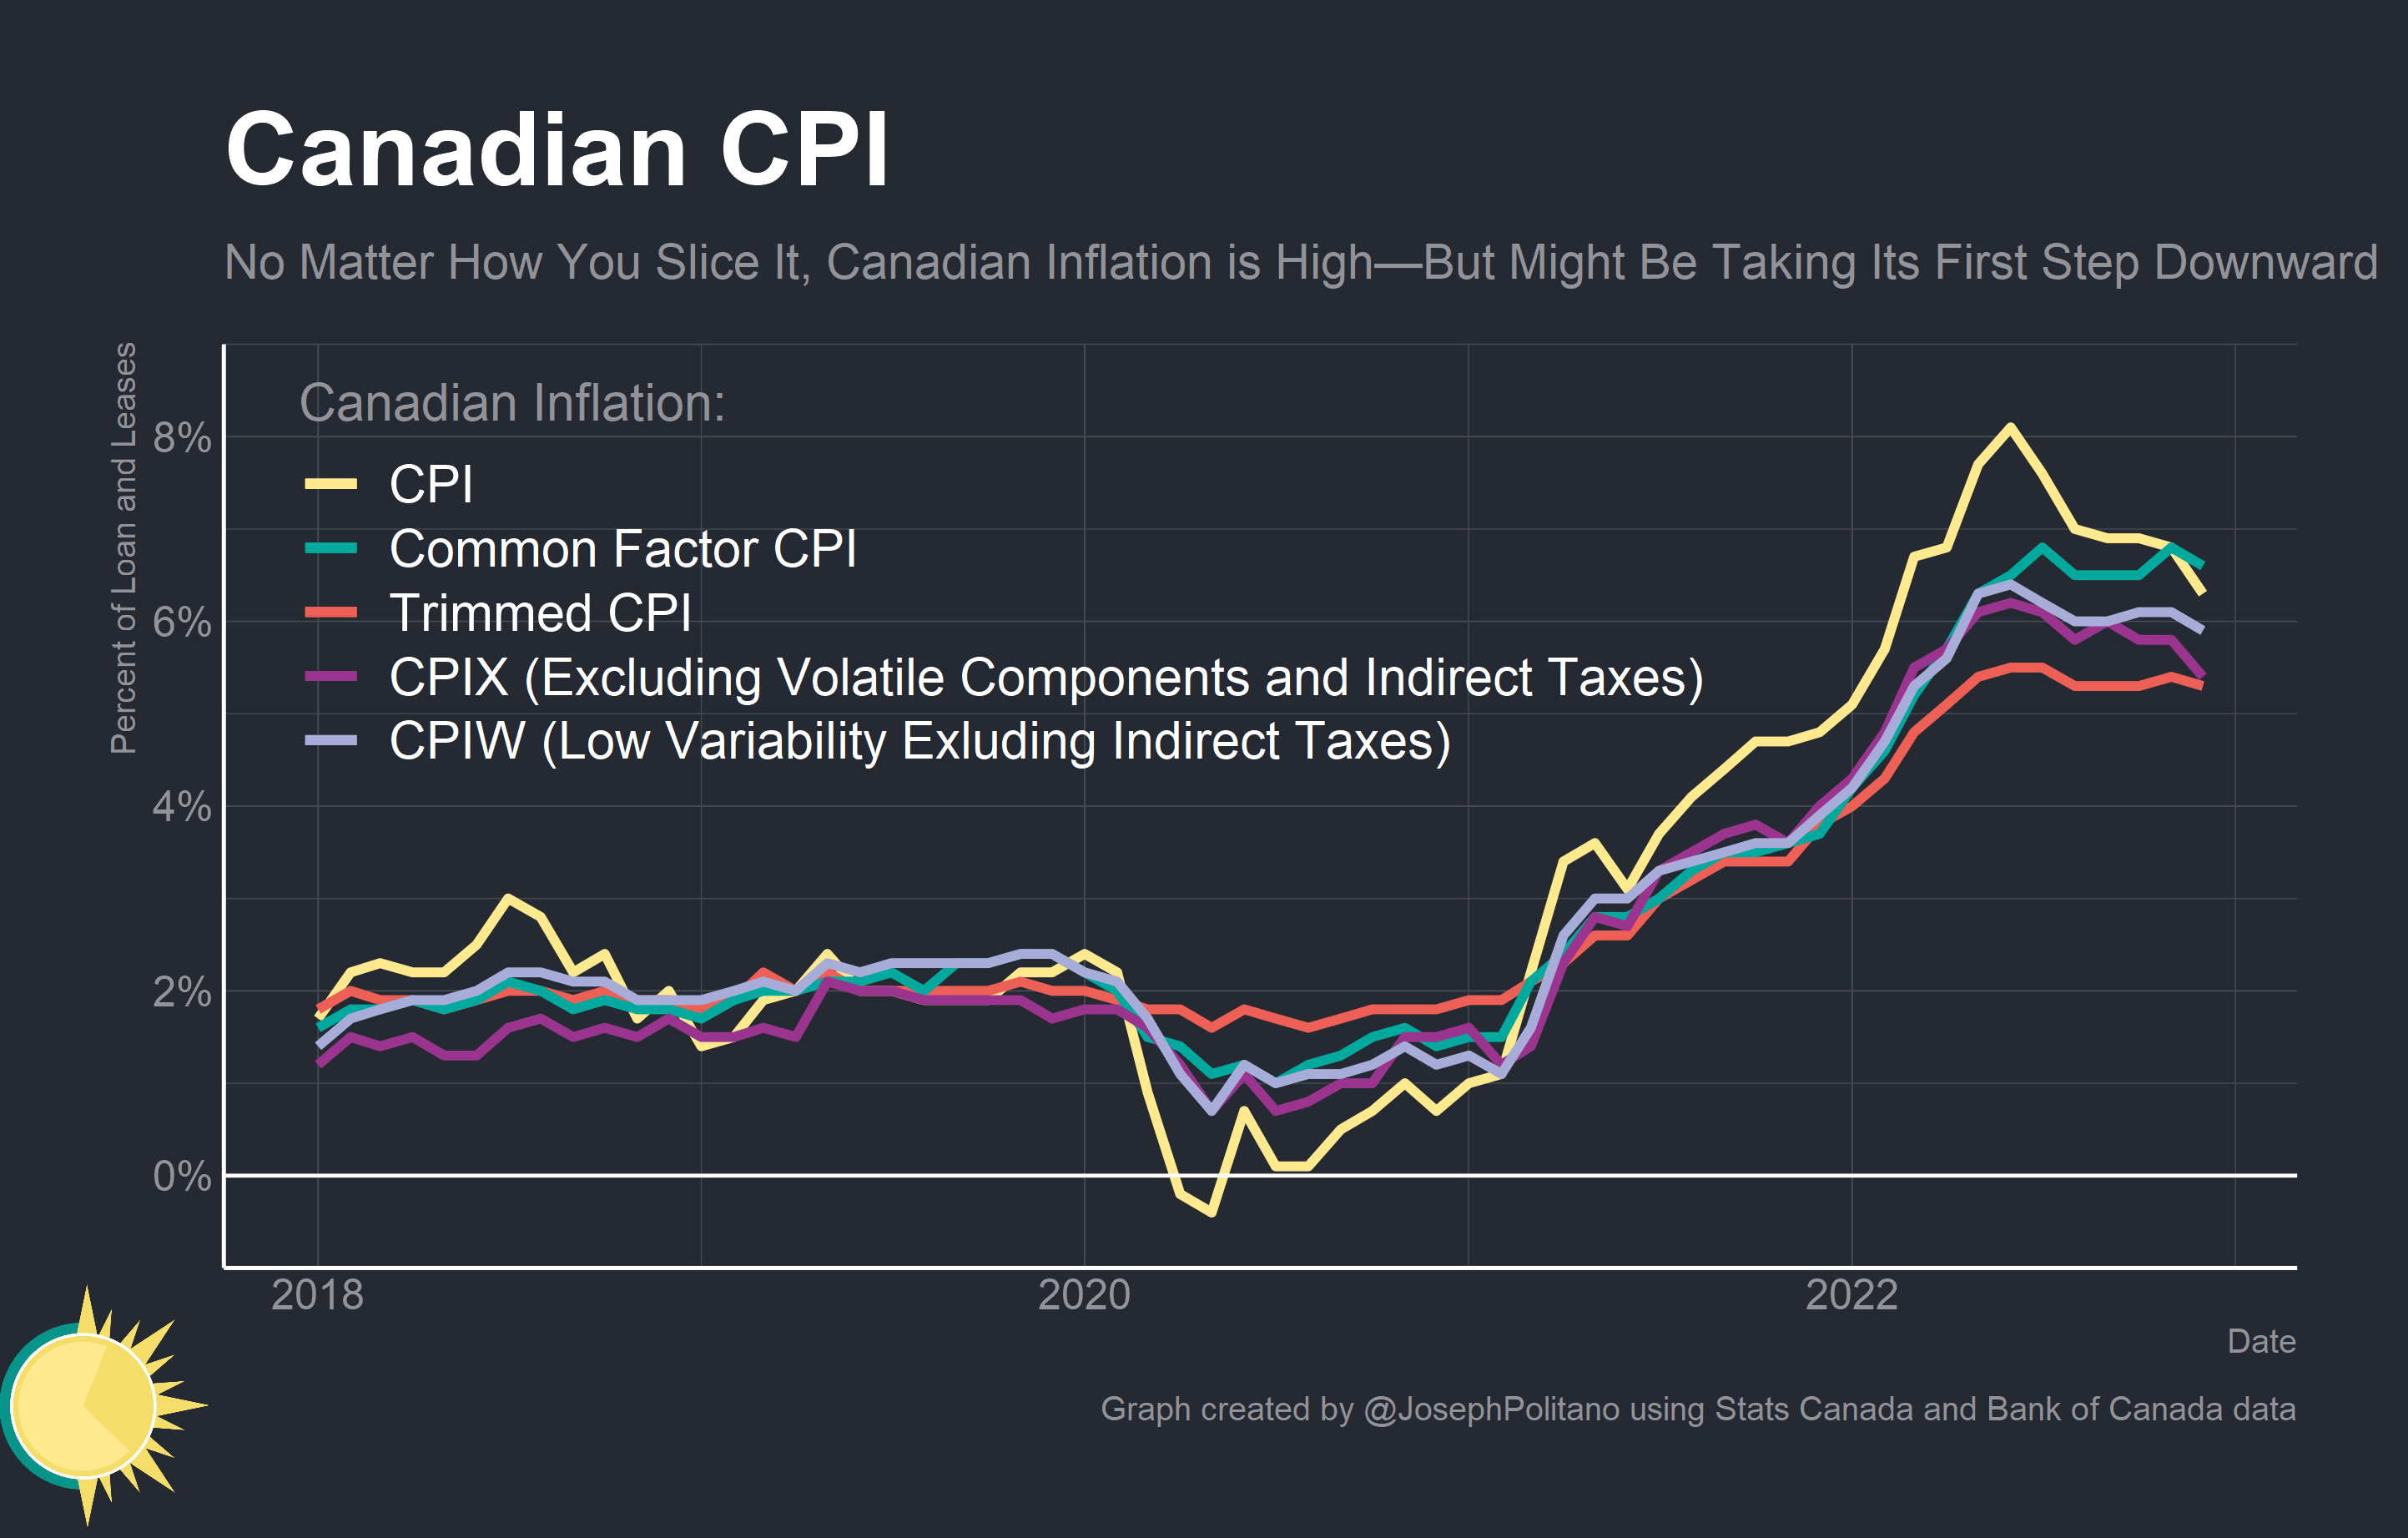 Canadian CPI
No Matter How You Slice It, Canadian Inflation is High—But Might Be Taking Its First Step Downward
Percent of Loan and Leases
Canadian Inflation:
CPI
Common Factor CPI
Trimmed CPI
CPIX (Excluding Volatile Components and Indirect Taxes)
CPIW (Low Variability Exluding Indirect Taxes)
8%
6%
4%
2%
0%
2018
2020
2022
Date
Graph created by @JosephPolitano using Stats Canada and Bank of Canada data